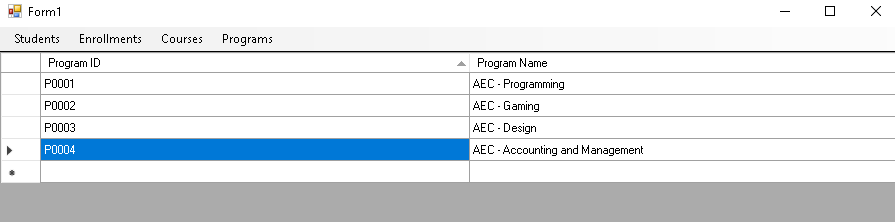 Form1
Students Enrollments Courses Programs
Program ID Program Name
P0001 AEC - Programming
P0002 AEC - Gaming
P0003 AEC - Design
P0004 AEC - Accounting and Management